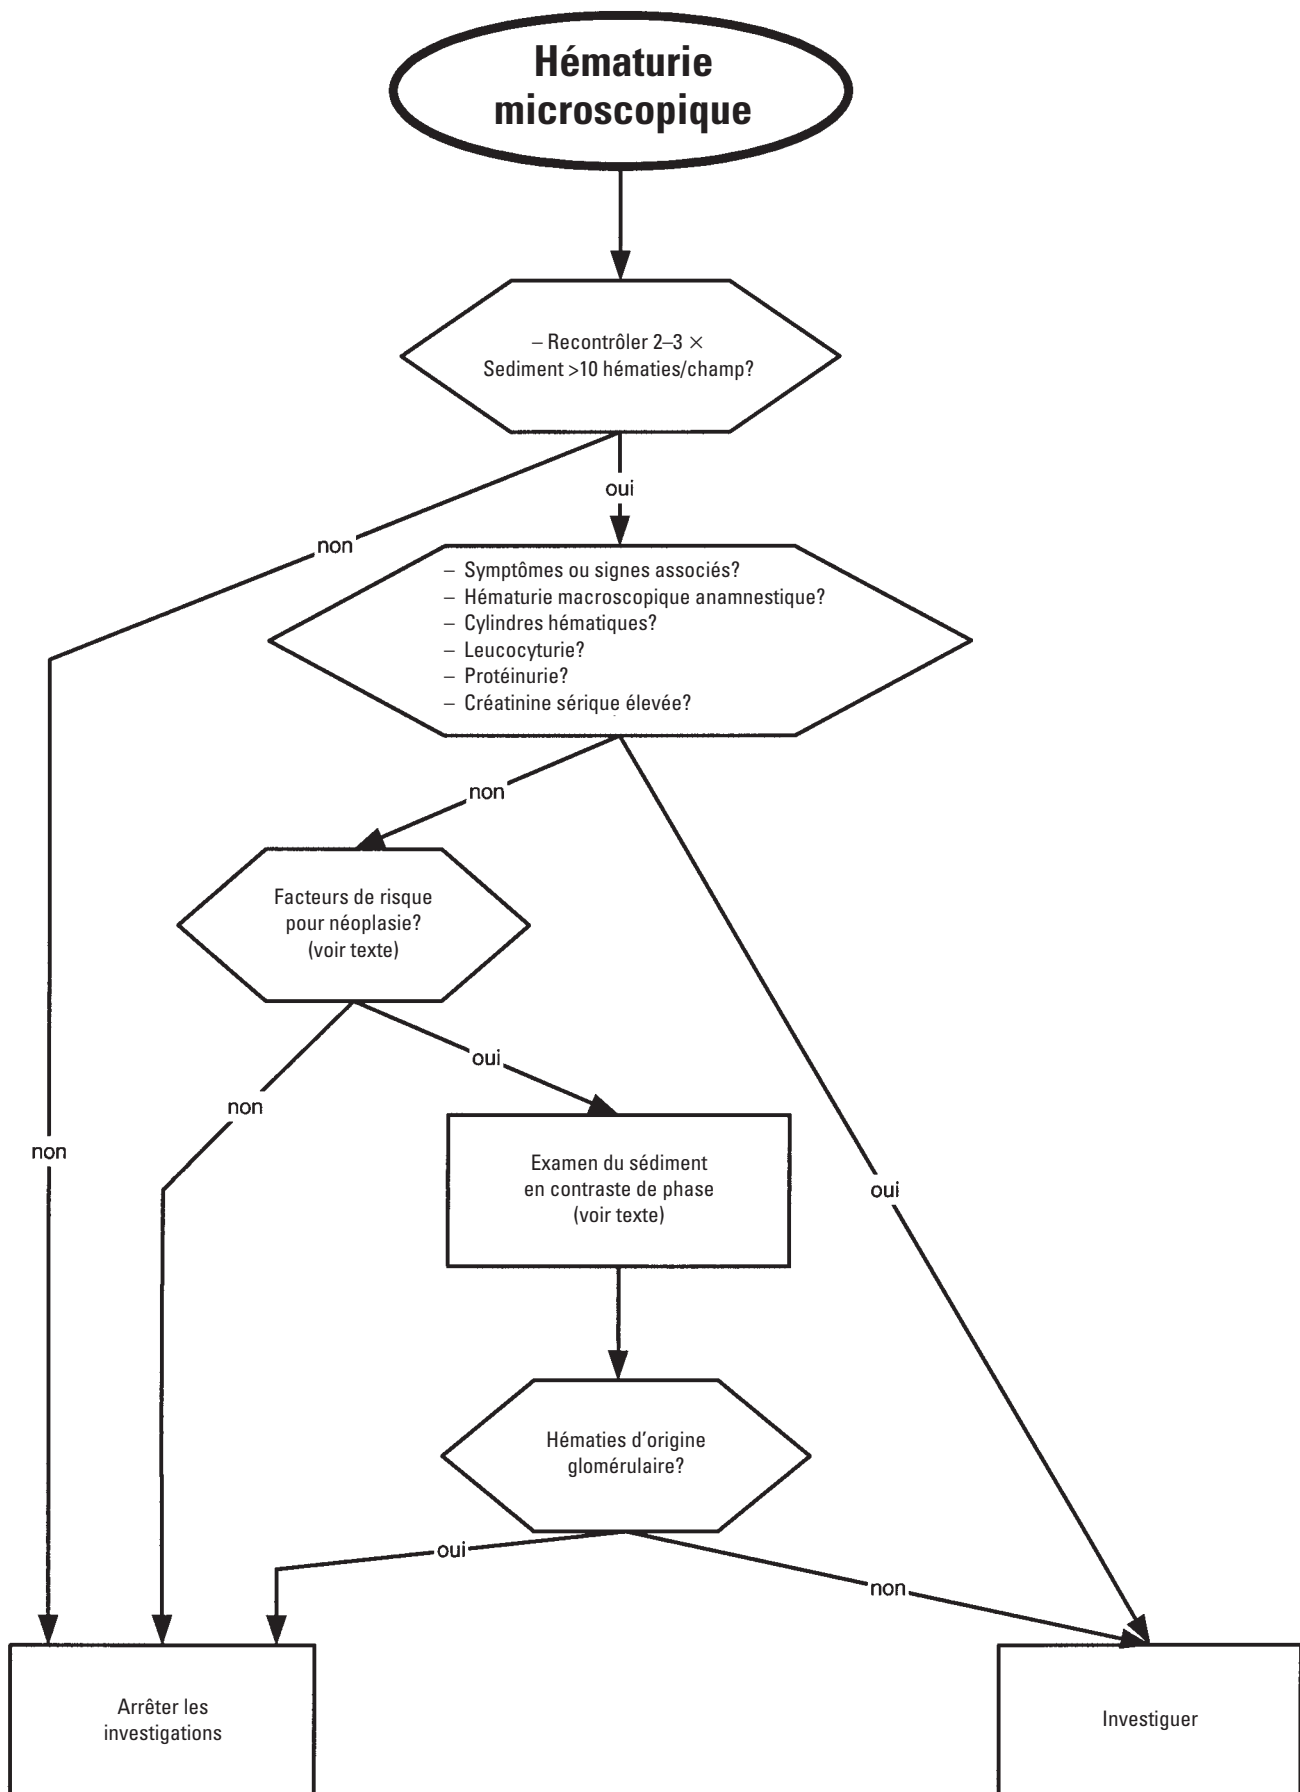 Hématurie
microscopique
– Recontrôler 2–3 ×
Sediment >10 hématies/champ?
oui
non
– Symptômes ou signes associés?
– Hématurie macroscopique anamnestique?
– Cylindres hématiques?
– Leucocyturie?
– Protéinurie?
– Créatinine sérique élevée?
non
Facteurs de risque
pour néoplasie?
(voir texte)
oui
non
non
Examen du sédiment
en contraste de phase
(voir texte)
oui
Hématies d'origine
glomérulaire?
oui
non
Arrêter les
investigations
Investiguer